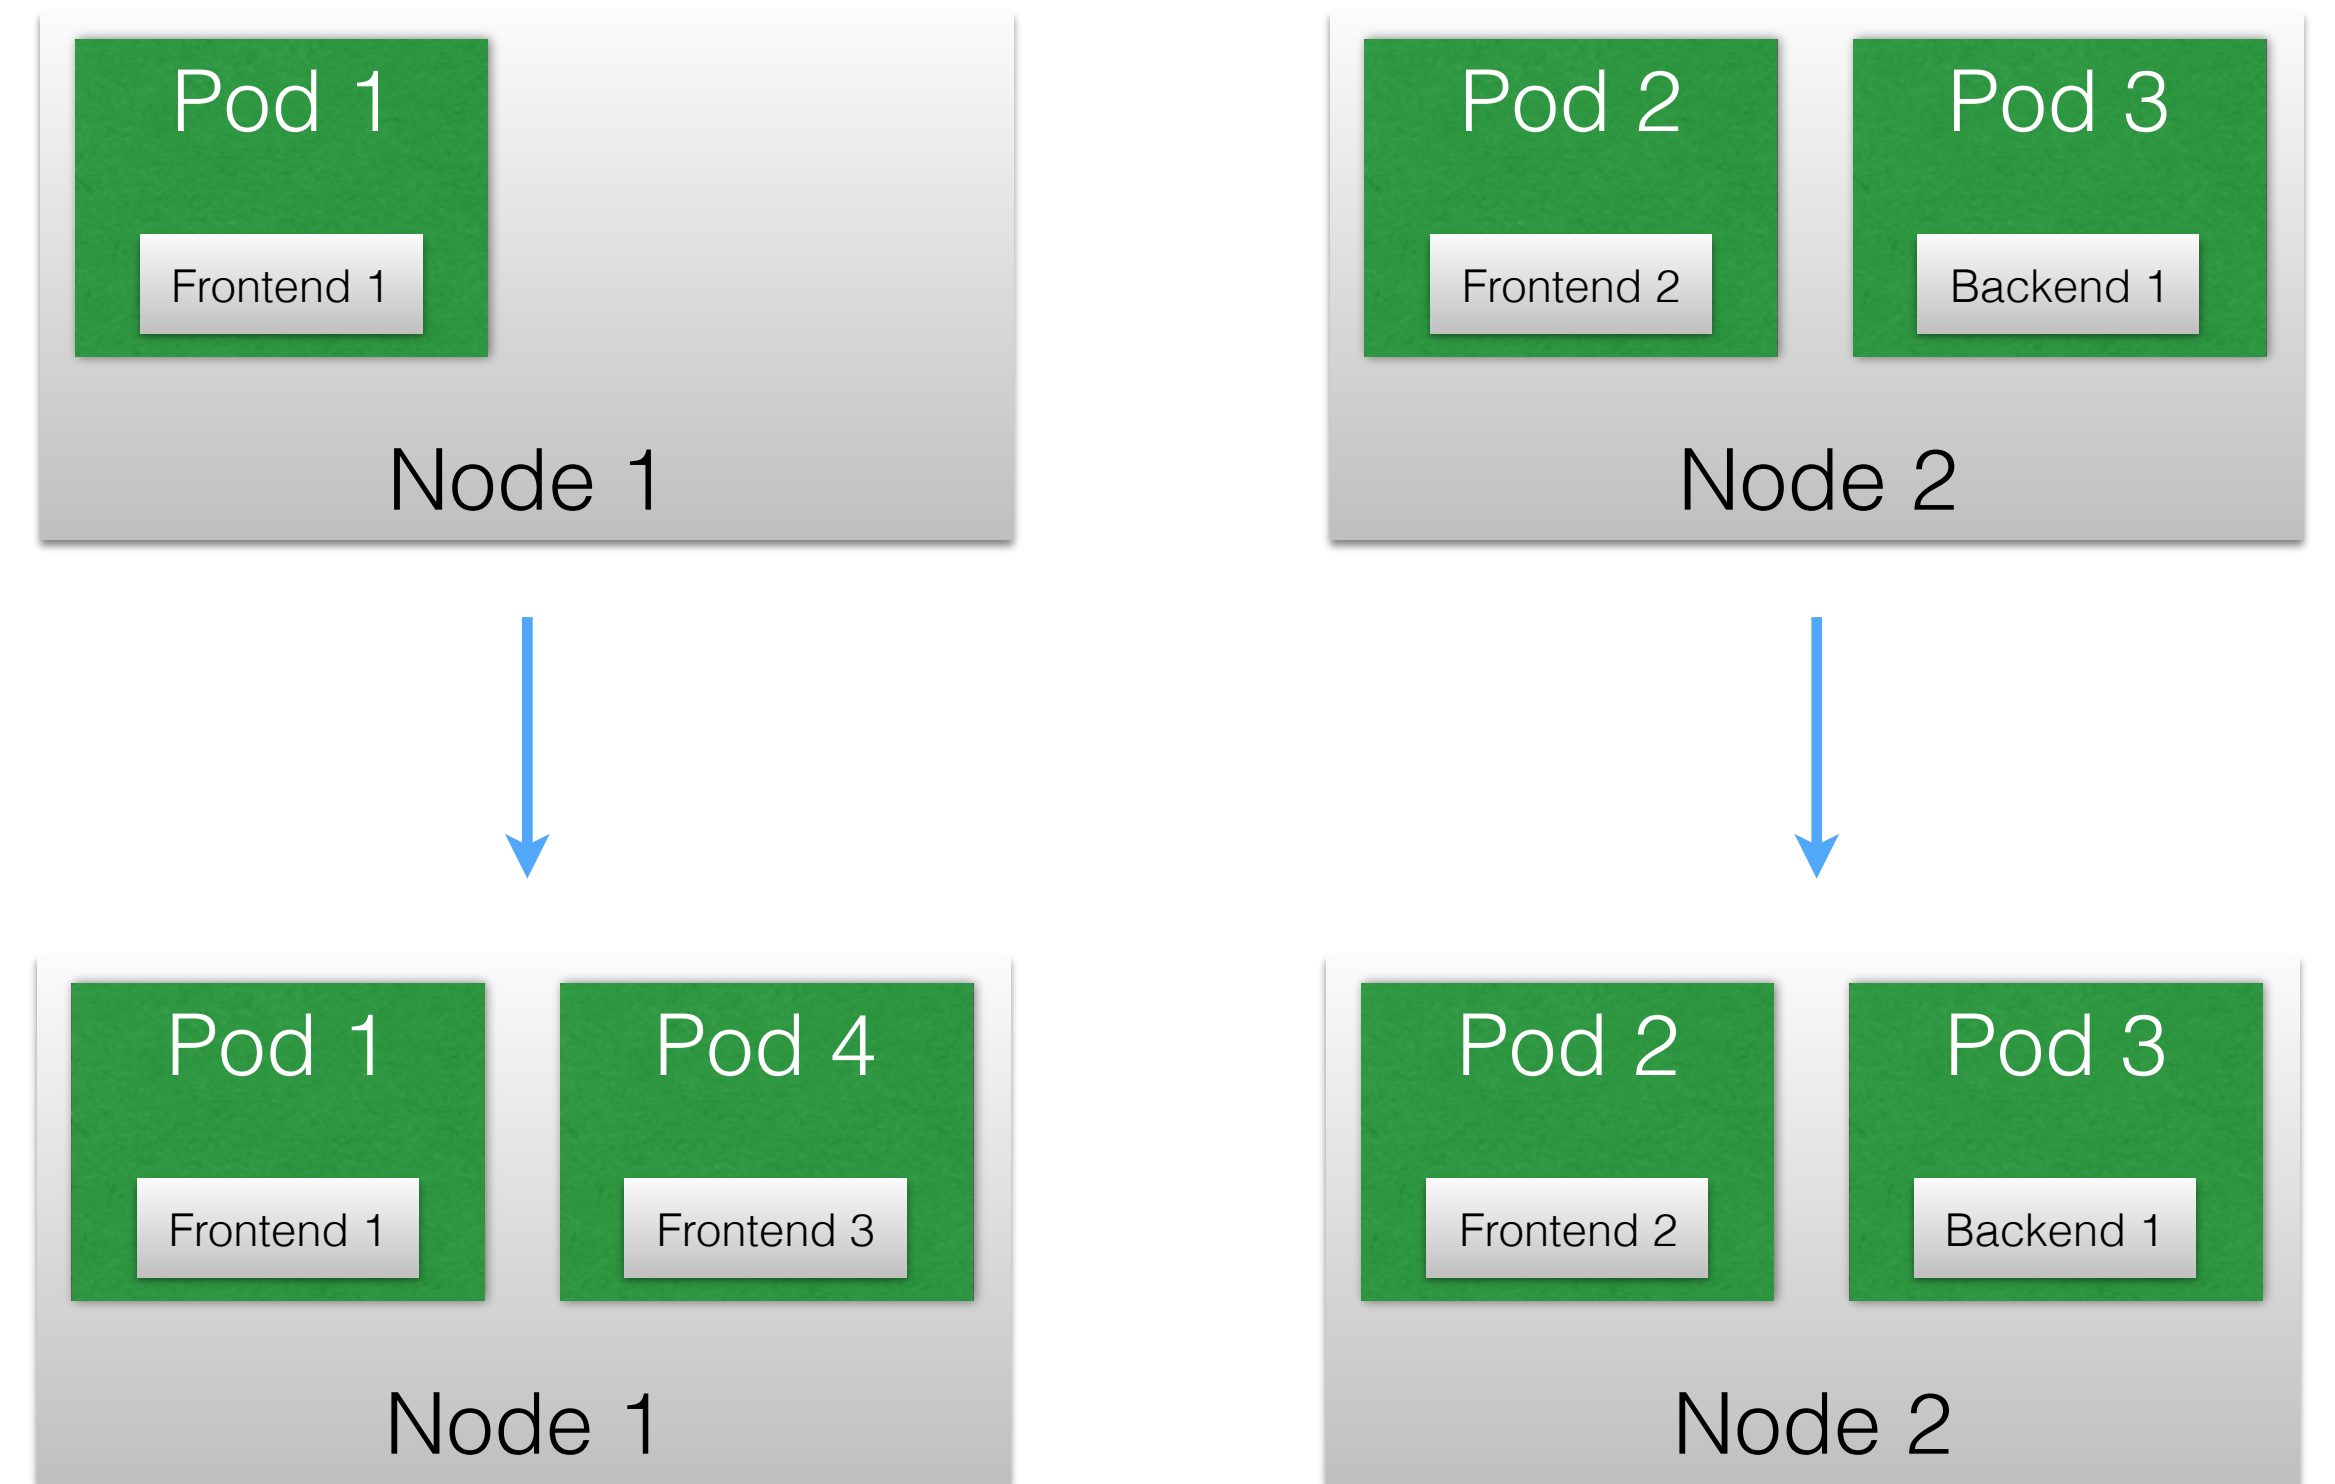 Pod 1
Frontend 1
Node 1
Pod 2
Frontend 2
Pod 3
Backend 1
Node 2
Pod 1
Frontend 1
Pod 4
Frontend 3
Node 1
Pod 2
Frontend 2
Pod 3
Backend 1
Node 2